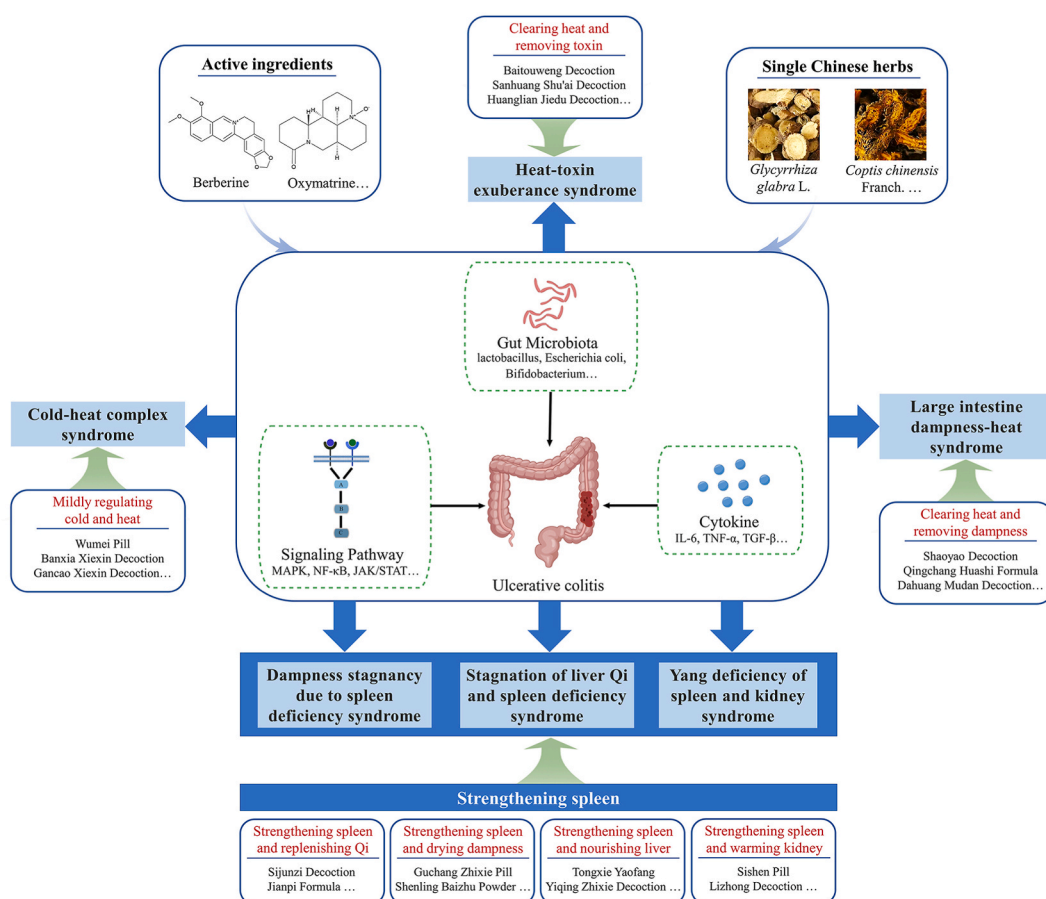 Clearing heat and
removing toxin
Baitouweng Decoction
Sanhuang Shu'ai Decoction
Huanglian Jiedu Decoction…
Active ingredients
Berberine
Oxymatrine…
Single Chinese herbs
Glycyrrhiza
glabra L.
Coptis chinensis
Franch. …
Heat-toxin
exuberance syndrome
Gut Microbiota
lactobacillus, Escherichia coli,
Bifidobacterium…
Cold-heat complex
syndrome
Mildly regulating
cold and heat
Wumei Pill
Banxia Xiexin Decoction
Gancao Xiexin Decoction…
A
B
C
Signaling Pathway
MAPK, NF-κB, JAK/STAT…
Ulcerative colitis
Cytokine
IL-6, TNF-α, TGF-β…
Large intestine
dampness-heat
syndrome
Clearing heat and
removing dampness
Shaoyao Decoction
Qingchang Huashi Formula
Dahuang Mudan Decoction…
Dampness stagnancy
due to spleen
deficiency syndrome
Stagnation of liver Qi
and spleen deficiency
syndrome
Yang deficiency of
spleen and kidney
syndrome
Strengthening spleen
Strengthening spleen
and replenishing Qi
Sijunzi Decoction
Jianpi Formula …
Strengthening spleen
and drying dampness
Guchang Zhixie Pill
Shenling Baizhu Powder …
Strengthening spleen
and nourishing liver
Tongxie Yaofang
Yiqing Zhixie Decoction …
Strengthening spleen
and warming kidney
Sishen Pill
Lizhong Decoction …